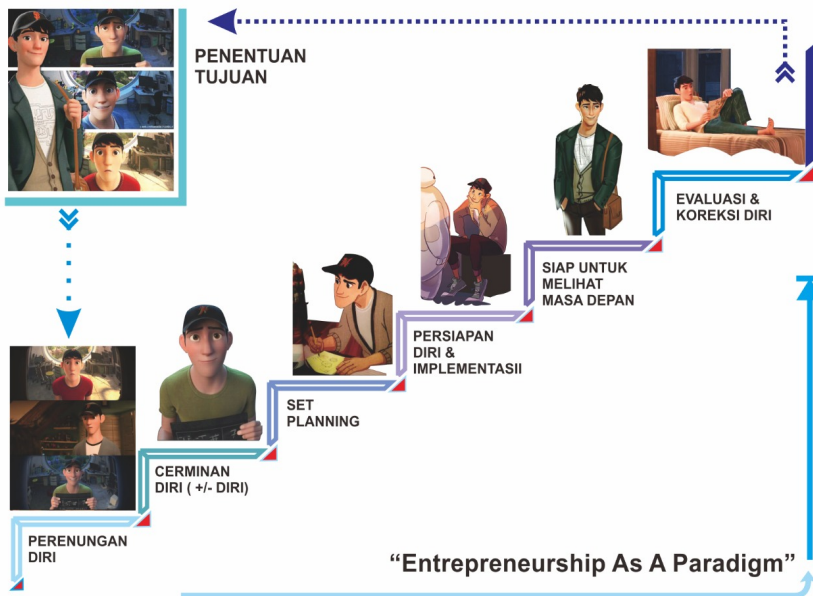 PENENTUAN
TUJUAN
EVALUASI &
KOREKSI DIRI
SIAP UNTUK
MELIHAT
MASA DEPAN
PERSIAPAN
DIRI &
IMPLEMENTASII
SET
PLANNING
CERMINAN
DIRI ( +/- DIRI)
PERENUNGAN
DIRI
“Entrepreneurship As A Paradigm”